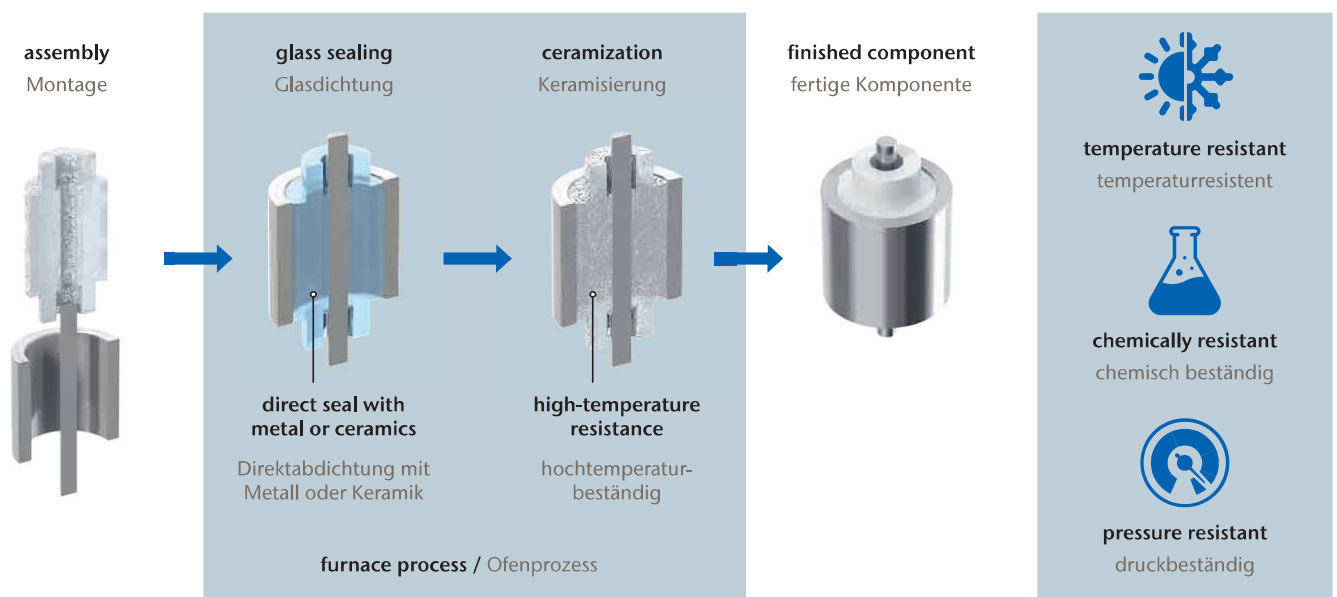 assembly
Montage
glass sealing
Glasdichtung
ceramization
Keramisierung
finished component
fertige Komponente
direct seal with
metal or ceramics
Direktabdichtung mit
Metall oder Keramik
high-temperature
resistance
hochtemperatur-
beständig
furnace process / Ofenprozess
temperature resistant
temperaturresistent
chemically resistant
chemisch beständig
pressure resistant
druckbeständig